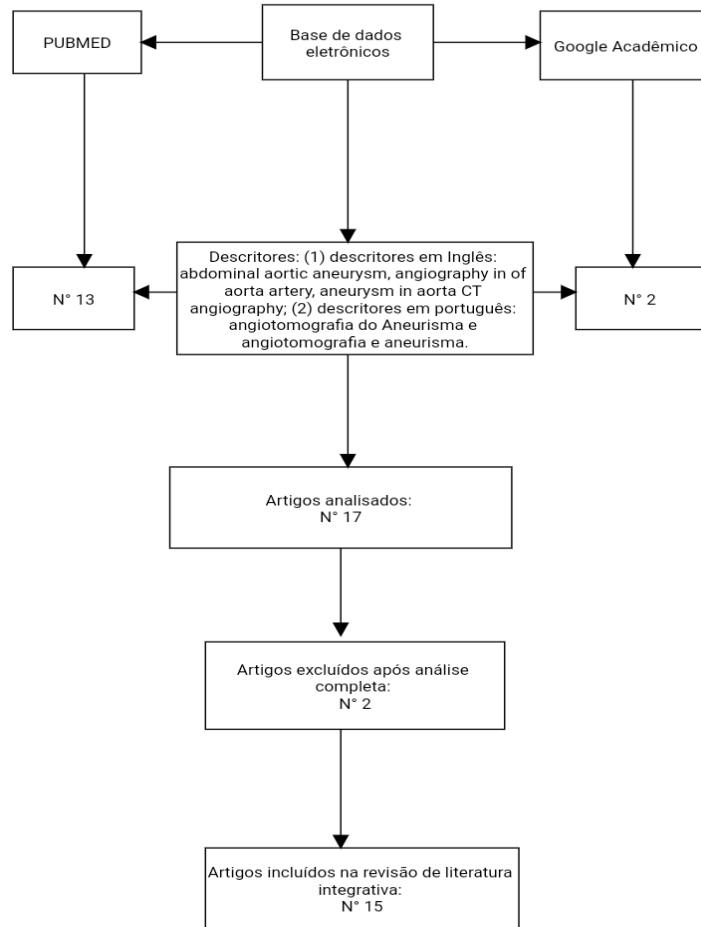 PUBMED
Base de dados
eletrônicos
Google Acadêmico
N° 13
Descritores: (1) descritores em Inglês:
abdominal aortic aneurysm, angiography in of
aorta artery, aneurysm in aorta CT
angiography; (2) descritores em português:
angiotomografia do Aneurisma e
angiotomografia e aneurisma.
N° 2
Artigos analisados:
N° 17
Artigos excluídos após análise
completa:
N° 2
Artigos incluídos na revisão de literatura
integrativa:
N° 15